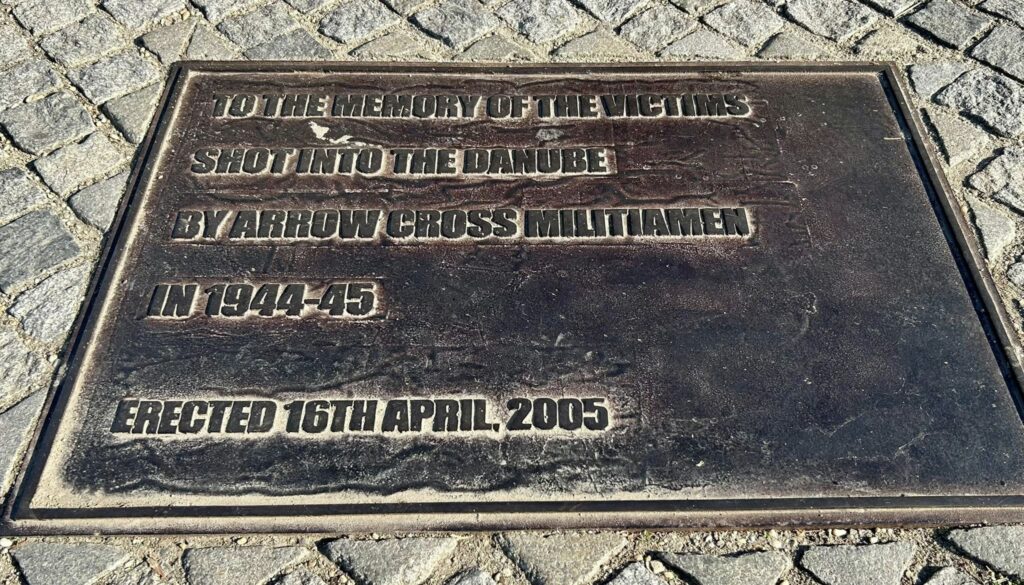 TO THE MEMORY OF THE VICTIMS
SHOT INTO THE DANUBE
BY ARROW CROSS MILITIAMEN
IN 1944-45
ERECTED 16TH APRIL, 2005